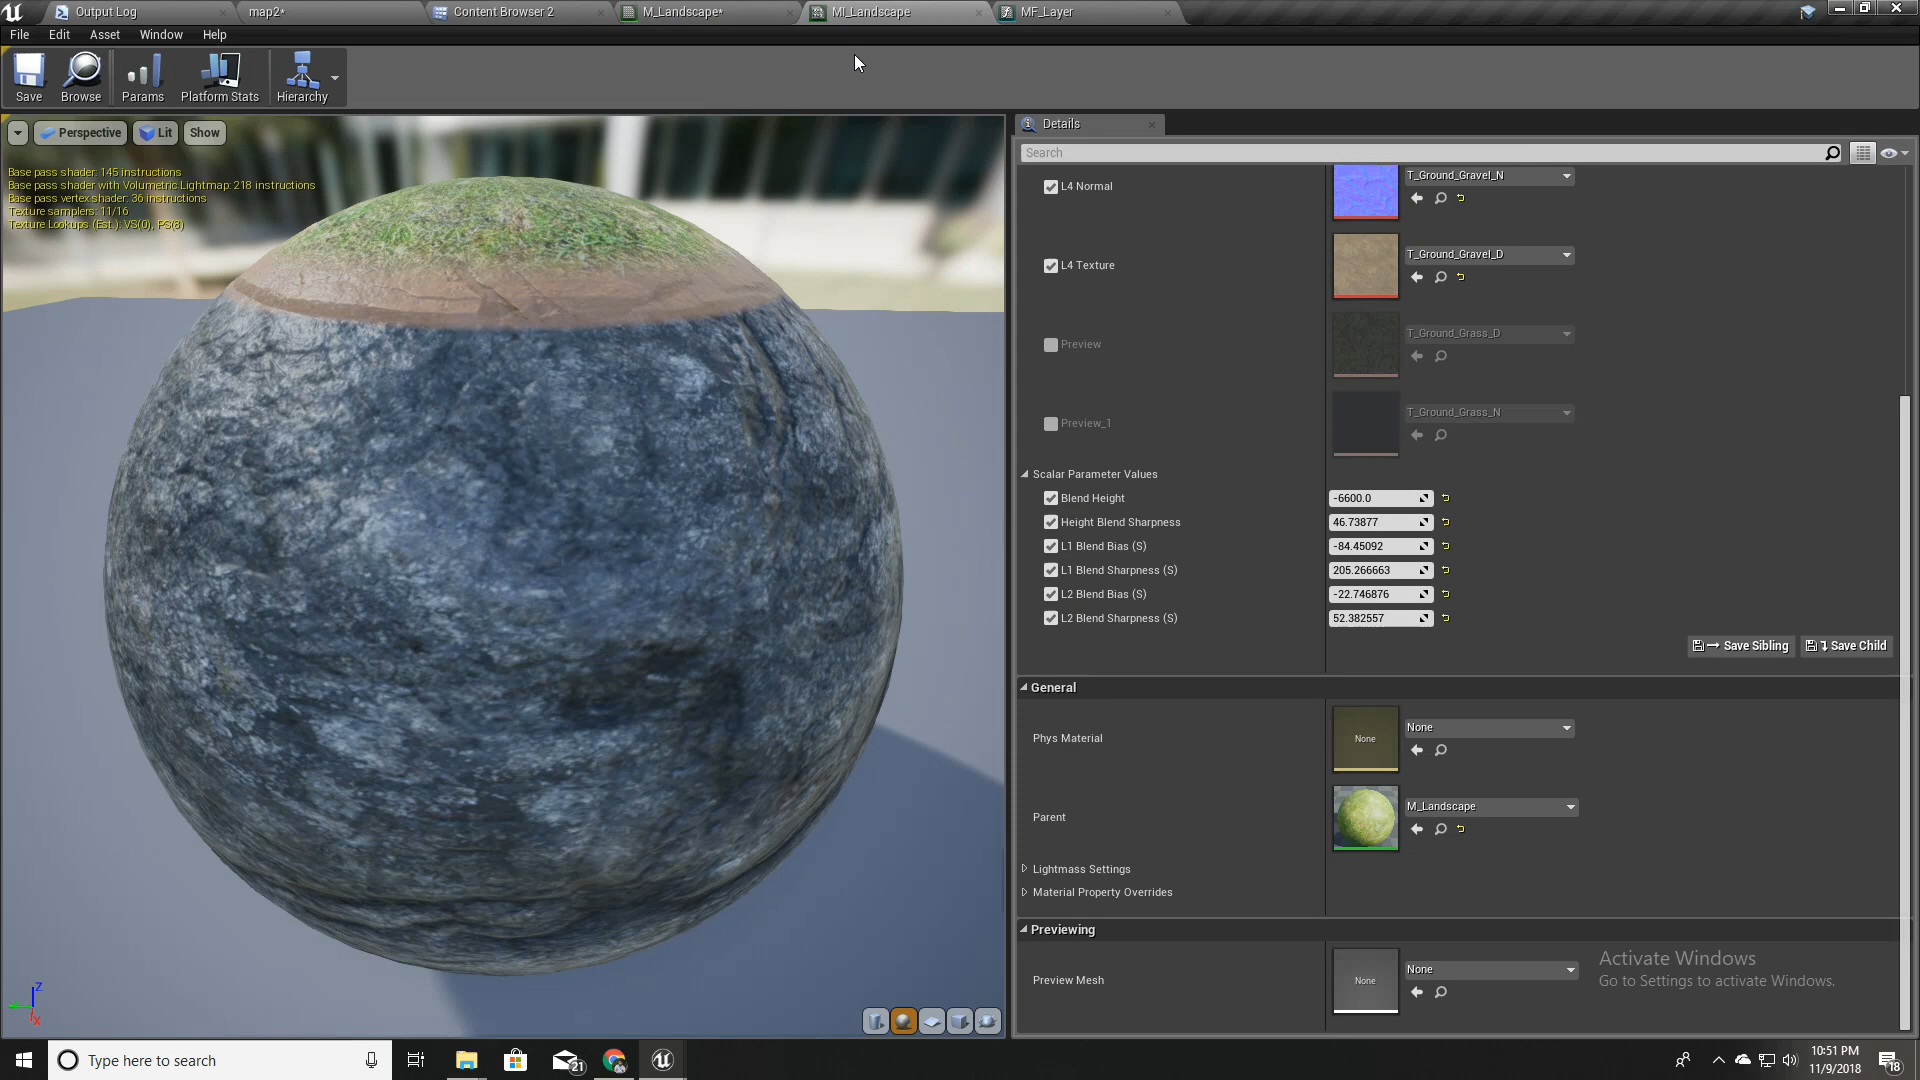 Output Log
map2*
Content Browser 2
M_Landscape*
MI_Landscape
MF_Layer
File Edit Asset Window Help
Save
Browse
Params
Platform Stats
Hierarchy
Perspective
Lit
Show
Base pass shader: 145 instructions
Base pass shader with Volumetric Lightmap: 218 instructions
Base pass vertex shader: 36 instructions
Texture samplers: 11/16
Texture Lookups (Est.): VS(0), PS(8)
Z
X
Details
Search
L4 Normal
T_Ground_Gravel_N
L4 Texture
T_Ground_Gravel_D
Preview
T_Ground_Grass_D
Preview_1
T_Ground_Grass_N
Scalar Parameter Values
Blend Height
-6600.0
Height Blend Sharpness
46.73877
L1 Blend Bias (S)
-84.45092
L1 Blend Sharpness (S)
205.266663
L2 Blend Bias (S)
-22.746876
L2 Blend Sharpness (S)
52.382557
Save Sibling
Save Child
General
Phys Material
None
None
Parent
M_Landscape
Lightmass Settings
Material Property Overrides
Previewing
Preview Mesh
None
None
Activate Windows
Go to Settings to activate Windows.
Type here to search
21
10:51 PM
11/9/2018
18